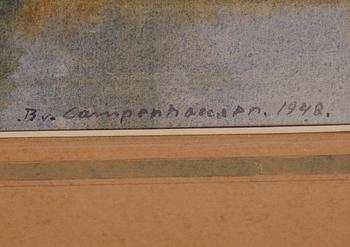 B. v. Campenhausen. 1948.